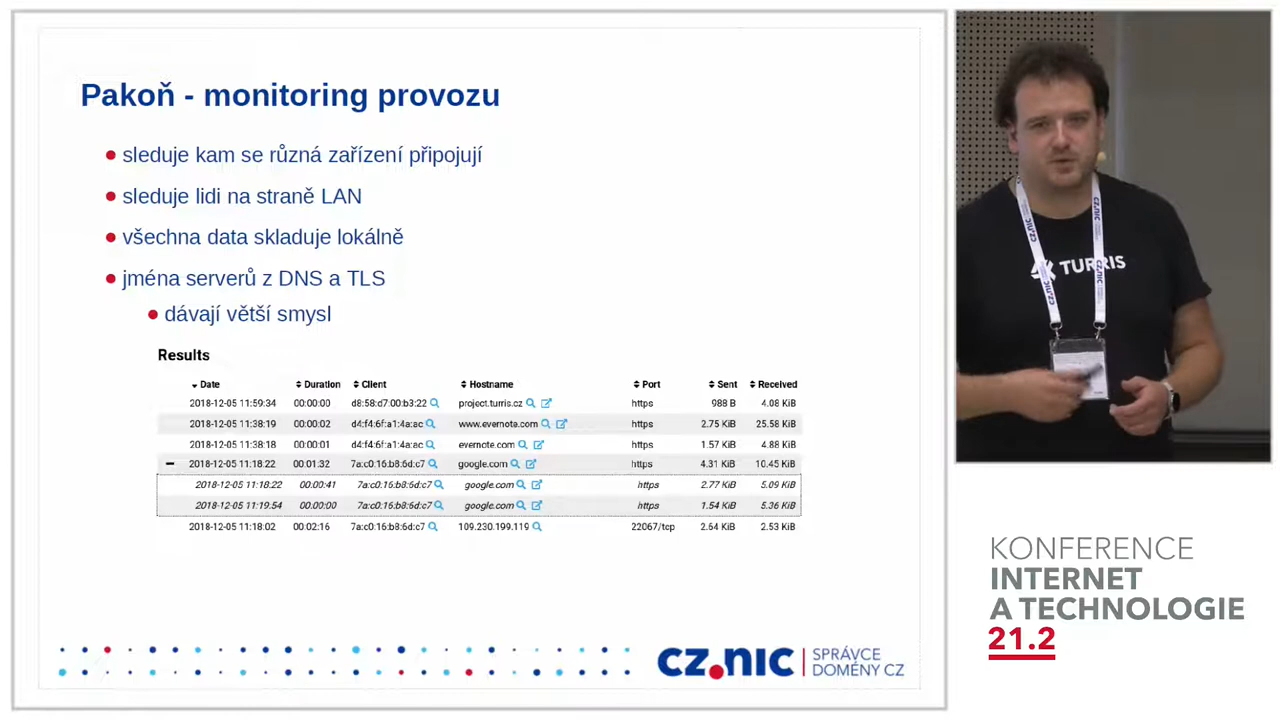 Pakoň - monitoring provozu
sleduje kam se různá zařízení připojují
sleduje lidi na straně LAN
všechna data skladuje lokálně
jména serverů z DNS a TLS
dávají větší smysl
Results
Date Duration Client Hostname Port Sent Received
2018-12-05 11:59:34 00:00:00 d8:58:d7:00:b3:22 project.turris.cz https 988 B 4.08 KiB
2018-12-05 11:38:19 00:00:02 d4:f4:6f:a1:4a:ac www.evernote.com https 2.75 KiB 25.58 KiB
2018-12-05 11:38:18 00:00:01 d4:f4:6f:a1:4a:ac evernote.com https 1.57 KiB 4.88 KiB
2018-12-05 11:18:22 00:01:32 7a:c0:16:b8:6d:c7 google.com https 4.31 KiB 10.45 KiB
2018-12-05 11:18:22 00:00:41 7a:c0:16:b8:6d:c7 google.com https 2.77 KiB 5.09 KiB
2018-12-05 11:19:54 00:00:00 7a:c0:16:b8:6d:c7 google.com https 1.54 KiB 5.36 KiB
2018-12-05 11:18:02 00:02:16 7a:c0:16:b8:6d:c7 109.230.199.119 22067/tcp 2.64 KiB 2.53 KiB
CZ.NIC SPRÁVCE
DOMÉNY CZ
TURRIS
CZ.NIC
CZ.NIC
KONFERENCE
INTERNET
A TECHNOLOGIE
21.2